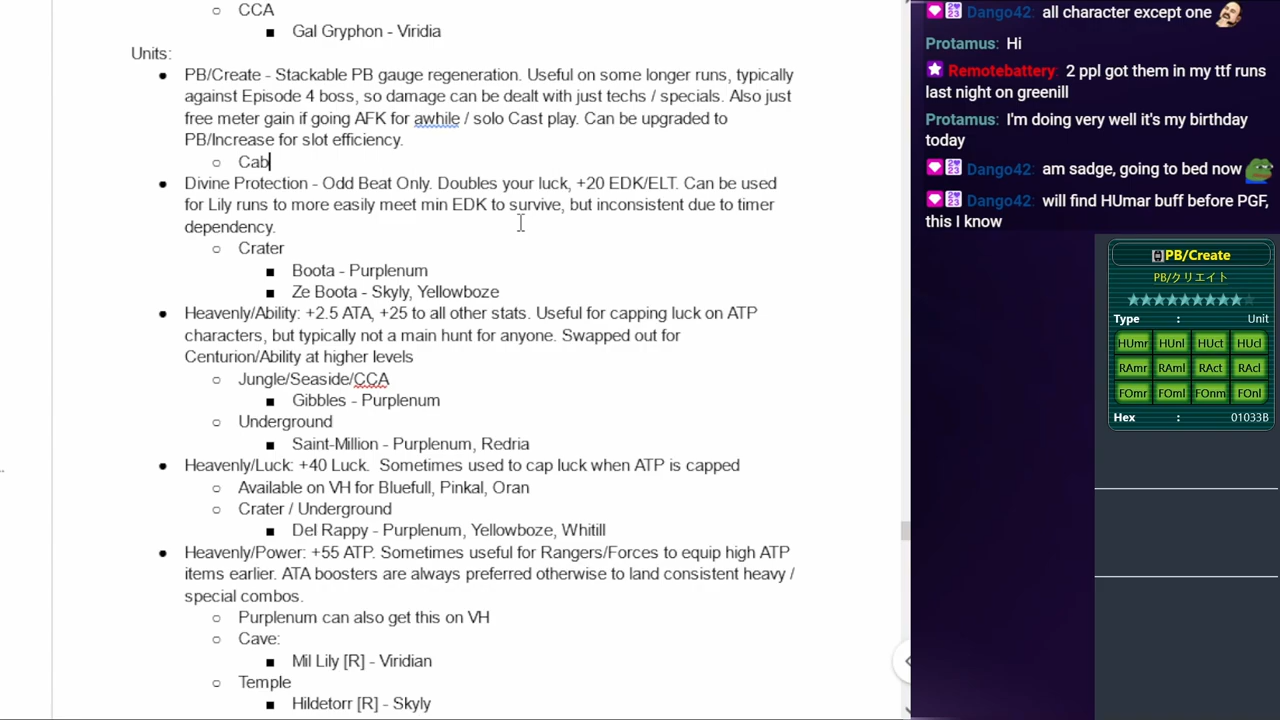 CCA
Gal Gryphon - Viridia
Units:
PB/Create - Stackable PB gauge regeneration. Useful on some longer runs, typically
against Episode 4 boss, so damage can be dealt with just techs / specials. Also just
free meter gain if going AFK for awhile / solo Cast play. Can be upgraded to
PB/Increase for slot efficiency.
Cab
Divine Protection - Odd Beat Only. Doubles your luck, +20 EDK/ELT. Can be used
for Lily runs to more easily meet min EDK to survive, but inconsistent due to timer
dependency.
Crater
Boota - Purplenum
Ze Boota - Skyly, Yellowboze
Heavenly/Ability: +2.5 ATA, +25 to all other stats. Useful for capping luck on ATP
characters, but typically not a main hunt for anyone. Swapped out for
Centurion/Ability at higher levels
Jungle/Seaside/CCA
Gibbles - Purplenum
Underground
Saint-Million - Purplenum, Redria
Heavenly/Luck: +40 Luck. Sometimes used to cap luck when ATP is capped
Available on VH for Bluefull, Pinkal, Oran
Crater / Underground
Del Rappy - Purplenum, Yellowboze, Whitill
Heavenly/Power: +55 ATP. Sometimes useful for Rangers/Forces to equip high ATP
items earlier. ATA boosters are always preferred otherwise to land consistent heavy /
special combos.
Purplenum can also get this on VH
Cave:
Mil Lily [R] - Viridian
Temple
Hildetorr [R] - Skyly
Dango42: all character except one
Protamus: Hi
Remotebattery: 2 ppl got them in my ttf runs
last night on greenill
Protamus: I'm doing very well it's my birthday
today
Dango42: am sadge, going to bed now
Dango42: will find HUmar buff before PGF,
this I know
PB/Create
PB/クリエイト
Type : Unit
HUmr HUnl HUct HUcl
RAmr RAml RAct RAcl
FOmr FOml FOnm FOnl
Hex : 01033B